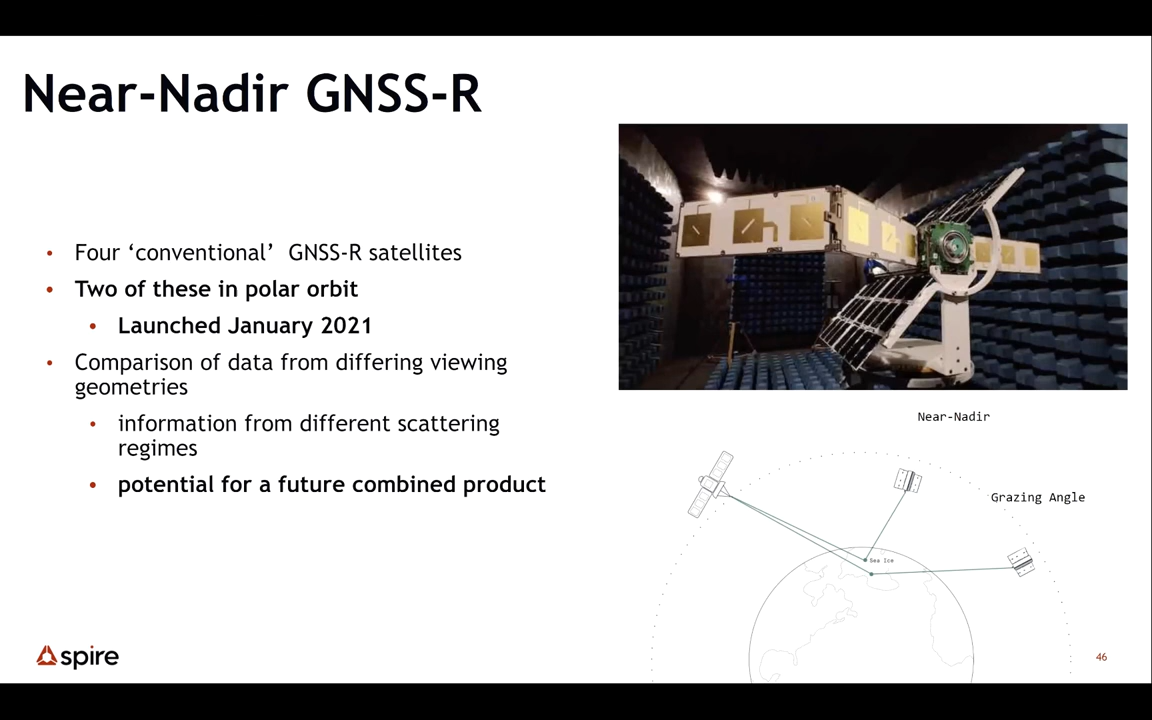 Near-Nadir GNSS-R
• Four ‘conventional’  GNSS-R satellites
• Two of these in polar orbit
• Launched January 2021
• Comparison of data from differing viewing
geometries
• information from different scattering
regimes
• potential for a future combined product
Near-Nadir
Grazing Angle
Sea Ice
spire
46